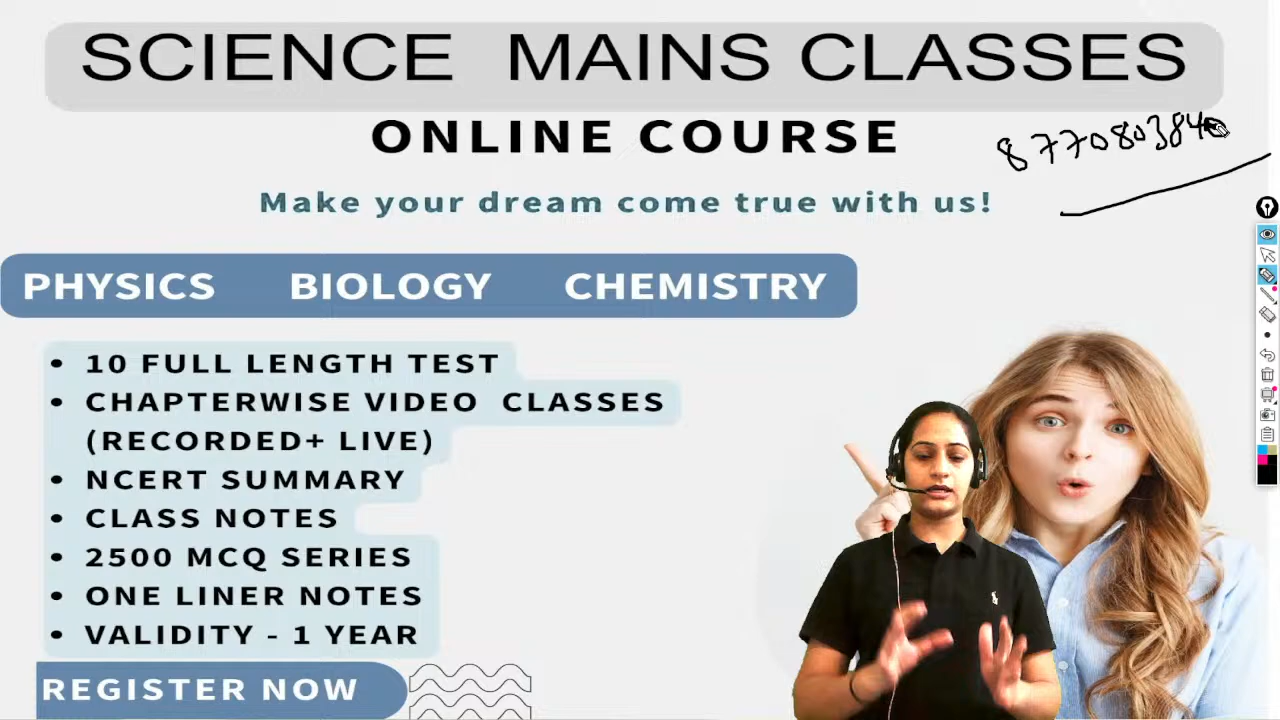 SCIENCE MAINS CLASSES
ONLINE COURSE
8770803840
Make your dream come true with us!
PHYSICS BIOLOGY CHEMISTRY
• 10 FULL LENGTH TEST
• CHAPTERWISE VIDEO CLASSES
(RECORDED+ LIVE)
• NCERT SUMMARY
• CLASS NOTES
• 2500 MCQ SERIES
• ONE LINER NOTES
• VALIDITY - 1 YEAR
REGISTER NOW